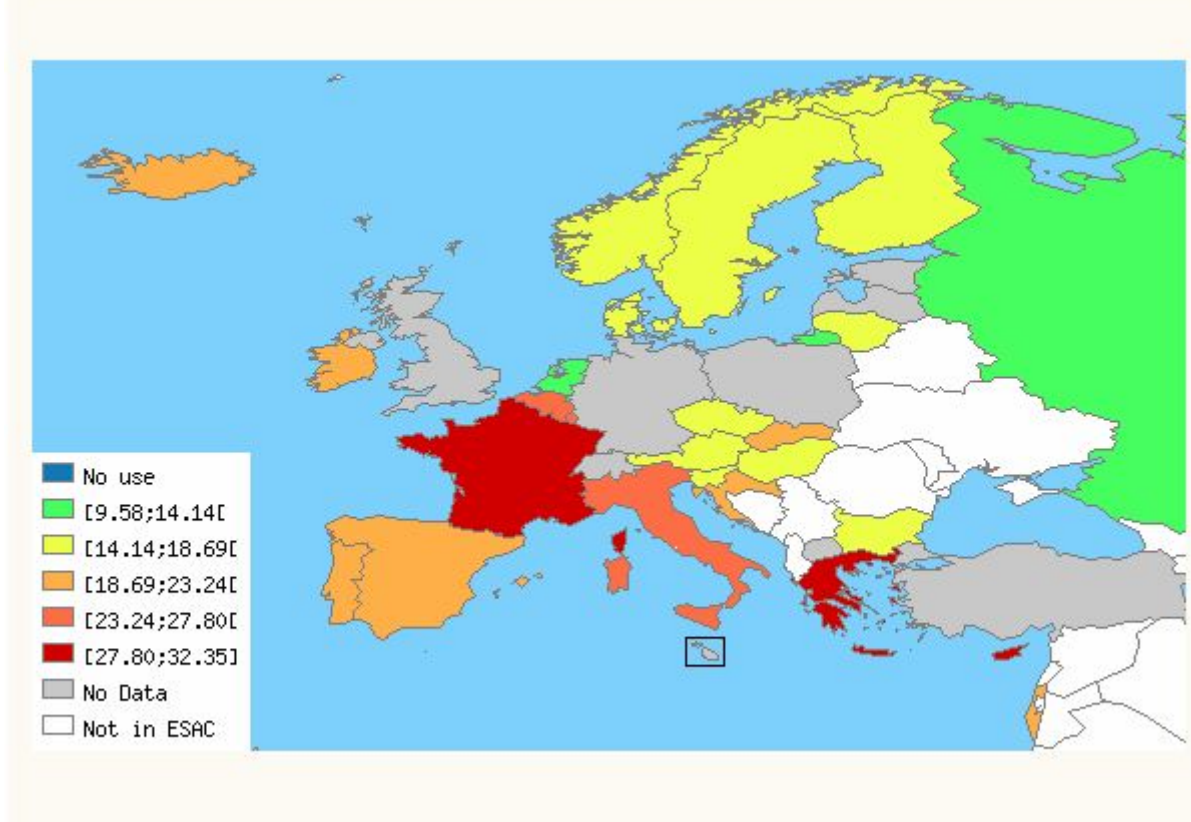 No use
[9.58;14.14[
[14.14;18.69[
[18.69;23.24[
[23.24;27.80[
[27.80;32.35]
No Data
Not in ESAC